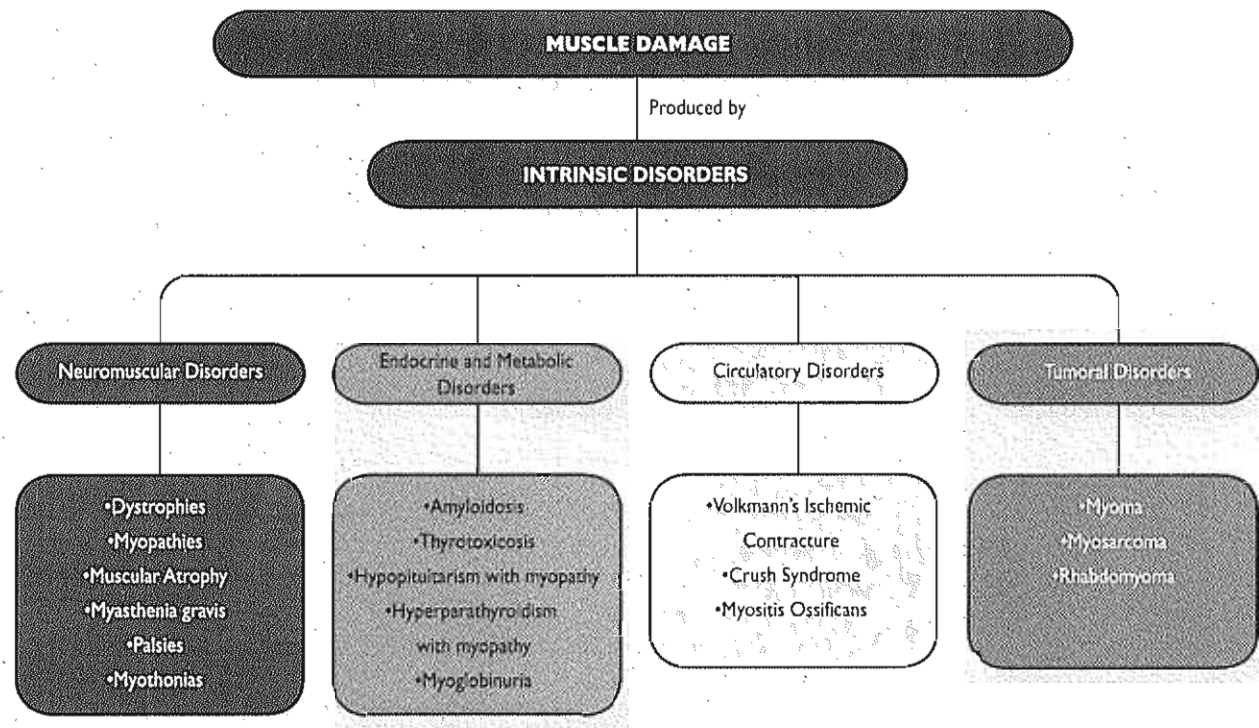 MUSCLE DAMAGE
Produced by
INTRINSIC DISORDERS
Neuromuscular Disorders
•Dystrophies
•Myopathies
•Muscular Atrophy
•Myasthenia gravis
•Palsies
•Myothonias
Endocrine and Metabolic
Disorders
•Amyloidosis
•Thyrotoxicosis
•Hypopituitarism with myopathy
•Hyperparathyro dism
with myopathy
•Myoglobinuria
Circulatory Disorders
•Volkmann's Ischemic
Contracture
•Crush Syndrome
•Myositis Ossificans
Tumoral Disorders
•Myoma
•Myosarcoma
•Rhabdomyoma